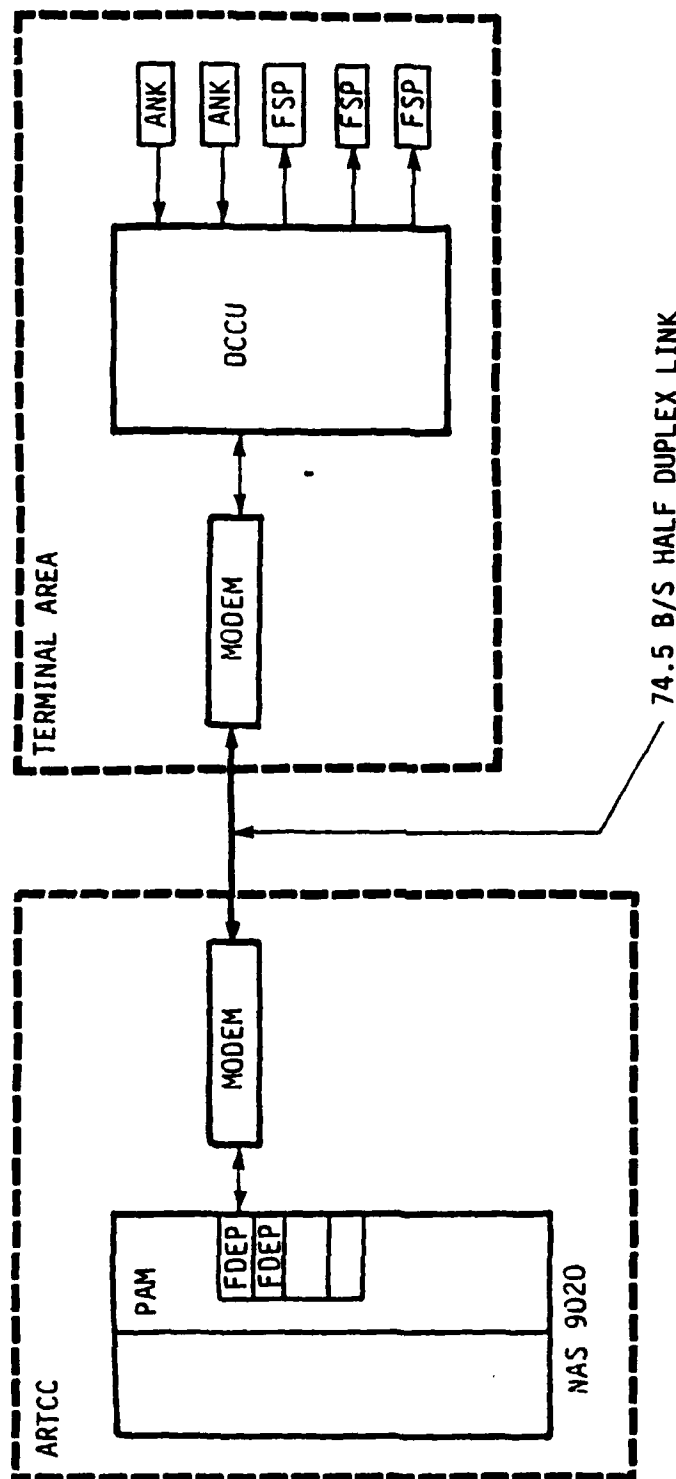 ARTCC
PAM
FDEP
FDEP
NAS 9020
MODEM
74.5 B/S HALF DUPLEX LINK
TERMINAL AREA
MODEM
DCCU
ANK
ANK
FSP
FSP
FSP